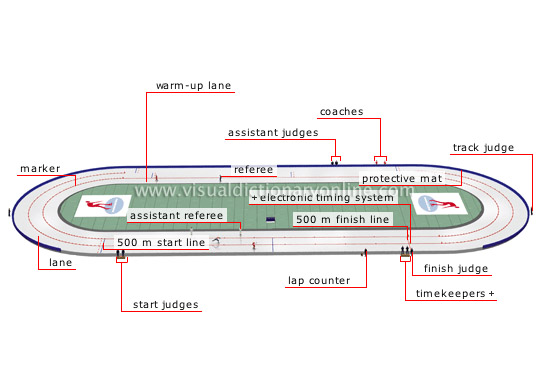 warm-up lane
coaches
assistant judges
track judge
marker
referee
protective mat
www.visualdictionaryonline.com
+ electronic timing system
assistant referee
500 m finish line
500 m start line
lane
finish judge
lap counter
timekeepers +
start judges